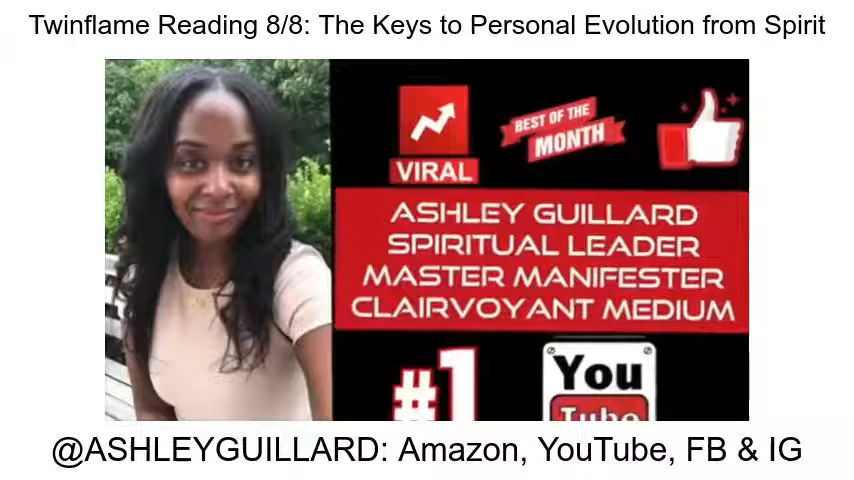 Twinflame Reading 8/8: The Keys to Personal Evolution from Spirit
VIRAL
BEST OF THE
MONTH
ASHLEY GUILLARD
SPIRITUAL LEADER
MASTER MANIFESTER
CLAIRVOYANT MEDIUM
#1
You
Tube
@ASHLEYGUILLARD: Amazon, YouTube, FB & IG